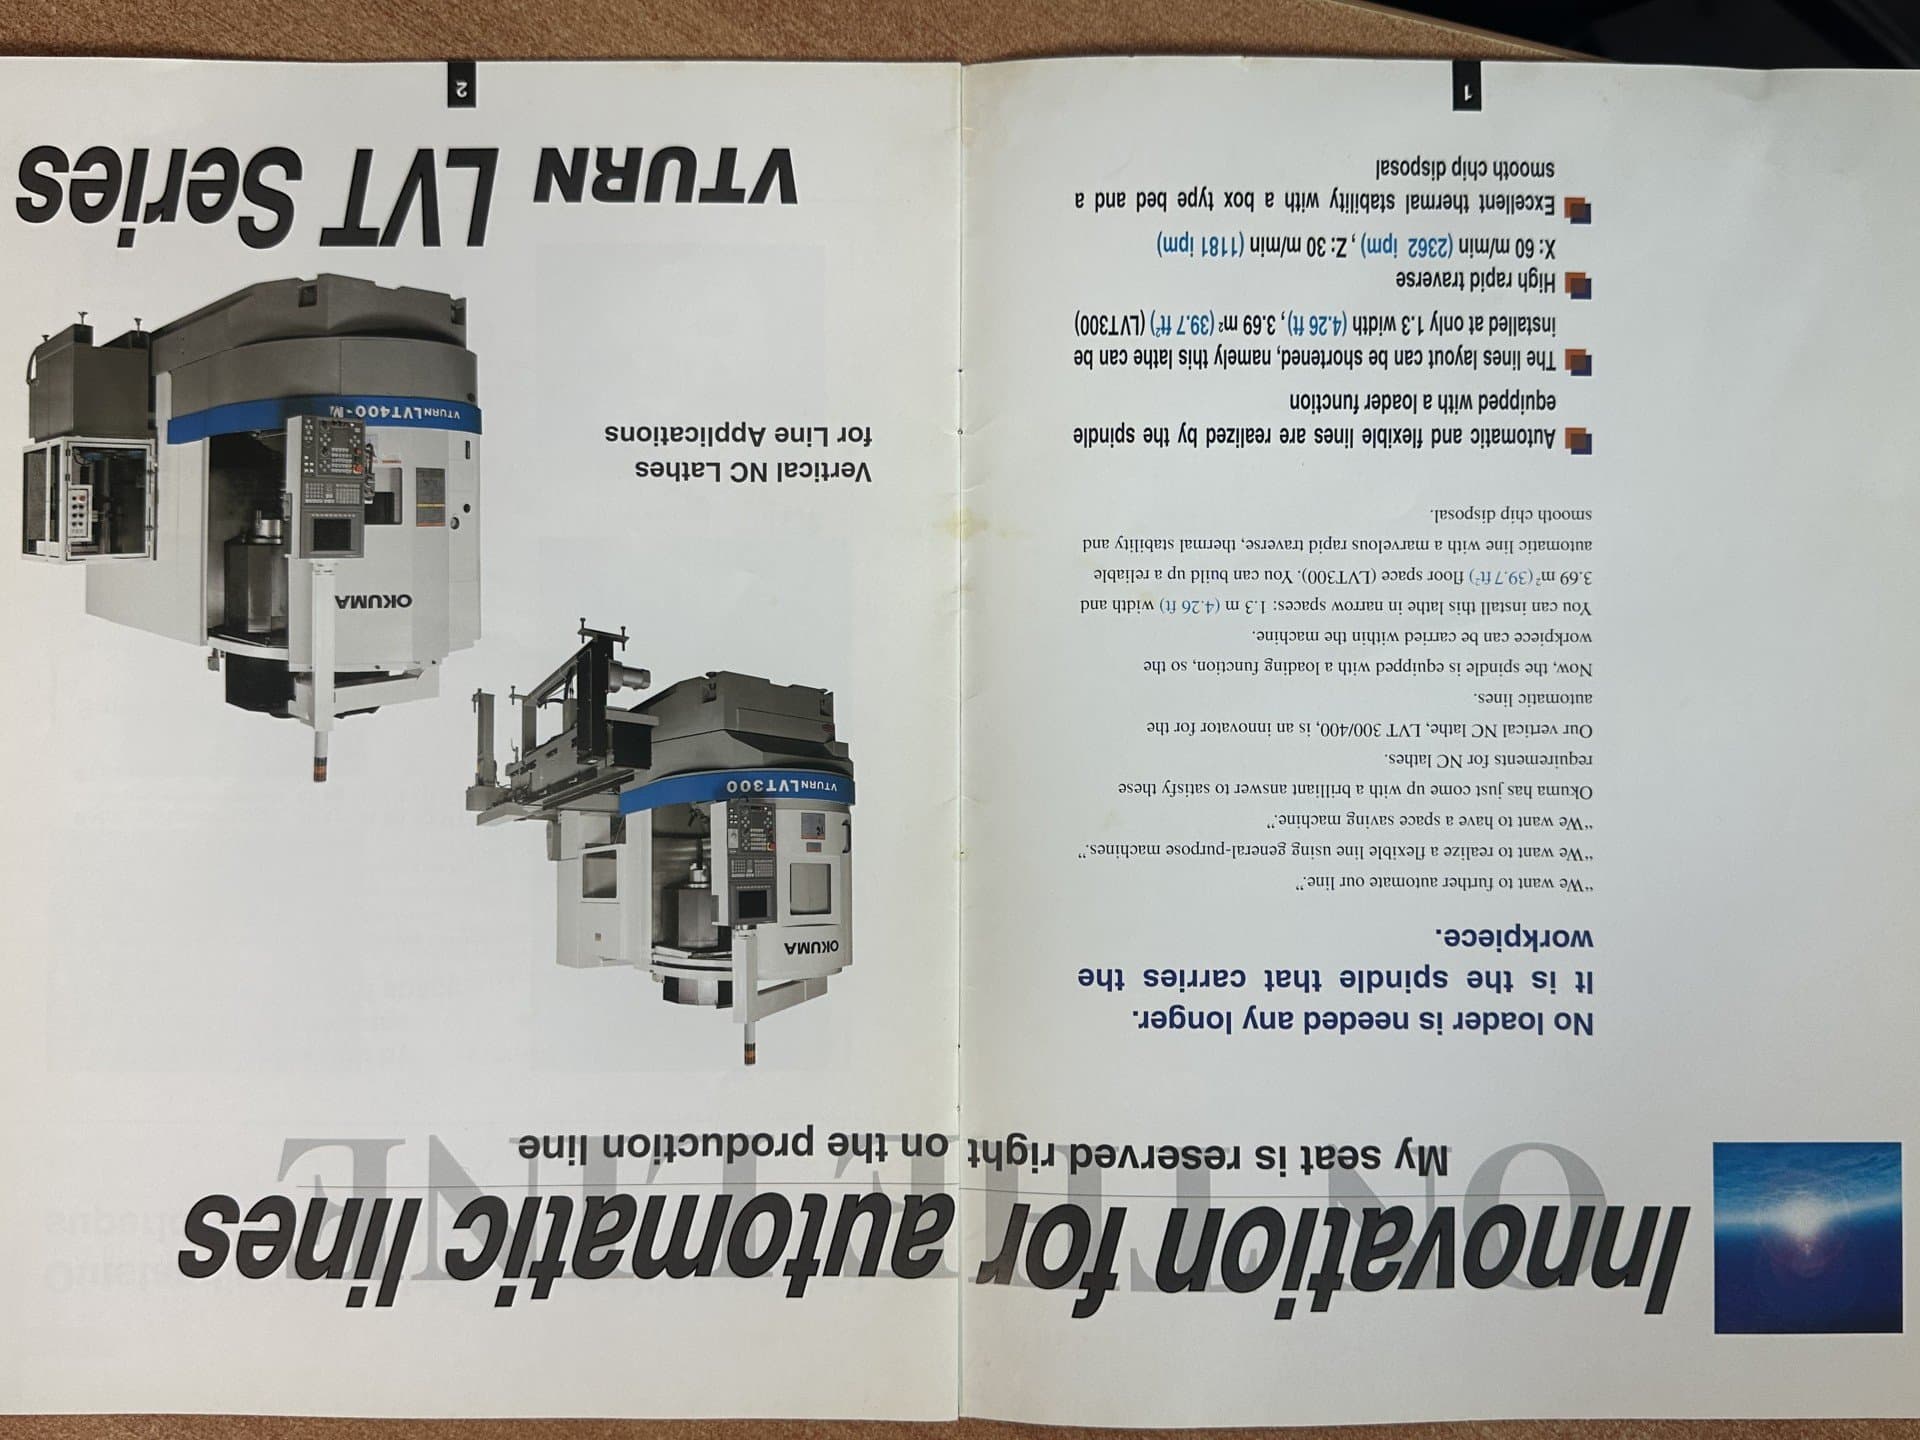 Innovation for automatic lines
ON THE LINE
My seat is reserved right on the production line
No loader is needed any longer.
It is the spindle that carries the
workpiece.
“We want to further automate our line.”
“We want to realize a flexible line using general-purpose machines.”
“We want to have a space saving machine.”
Okuma has just come up with a brilliant answer to satisfy these
requirements for NC lathes.
Our vertical NC lathe, LVT 300/400, is an innovator for the
automatic lines.
Now, the spindle is equipped with a loading function, so the
workpiece can be carried within the machine.
You can install this lathe in narrow spaces: 1.3 m (4.26 ft) width and
3.69 m² (39.7 ft²) floor space (LVT300). You can build up a reliable
automatic line with a marvelous rapid traverse, thermal stability and
smooth chip disposal.
Automatic and flexible lines are realized by the spindle
equipped with a loader function
The lines layout can be shortened, namely this lathe can be
installed at only 1.3 width (4.26 ft), 3.69 m² (39.7 ft²) (LVT300)
High rapid traverse
X: 60 m/min (2362 ipm), Z: 30 m/min (1181 ipm)
Excellent thermal stability with a box type bed and a
smooth chip disposal
1
OKUMA
VTURN LVT300
OKUMA
VTURN LVT400-M
Vertical NC Lathes
for Line Applications
VTURN LVT Series
2